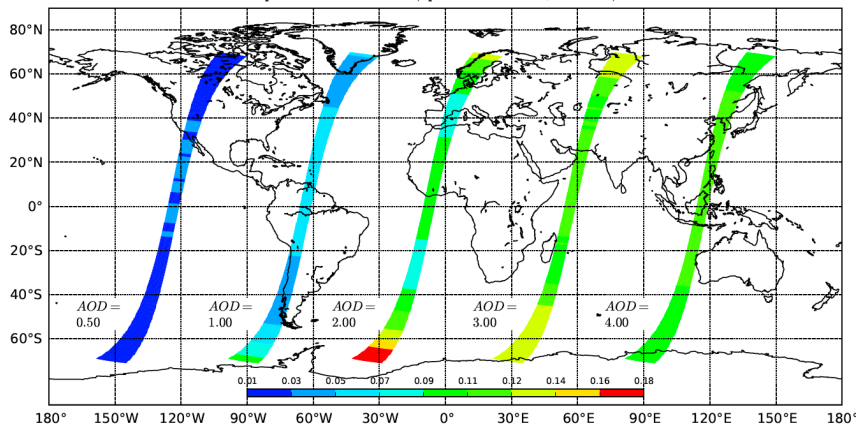 80°N
60°N
40°N
20°N
0°
20°S
40°S
60°S
AOD = 0.50
AOD = 1.00
AOD = 2.00
AOD = 3.00
AOD = 4.00
0.01 0.03 0.05 0.07 0.09 0.11 0.12 0.14 0.16 0.18
180° 150°W 120°W 90°W 60°W 30°W 0° 30°E 60°E 90°E 120°E 150°E 180°